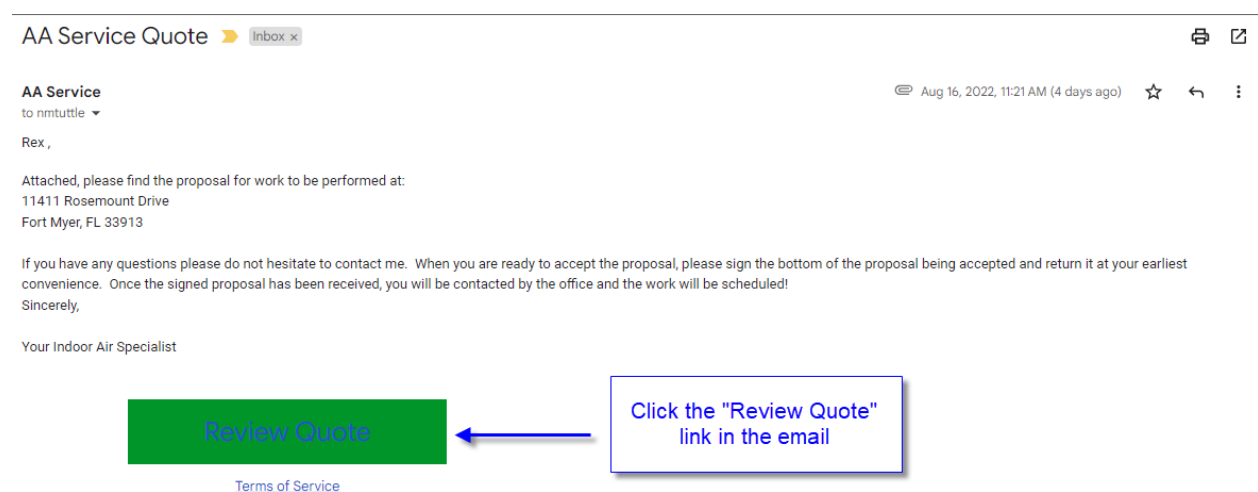 AA Service Quote Inbox x
AA Service
Aug 16, 2022, 11:21 AM (4 days ago)
to nmtuttle
Rex ,
Attached, please find the proposal for work to be performed at:
11411 Rosemount Drive
Fort Myer, FL 33913
If you have any questions please do not hesitate to contact me.  When you are ready to accept the proposal, please sign the bottom of the proposal being accepted and return it at your earliest
convenience.  Once the signed proposal has been received, you will be contacted by the office and the work will be scheduled!
Sincerely,
Your Indoor Air Specialist
Review Quote
Click the "Review Quote"
link in the email
Terms of Service